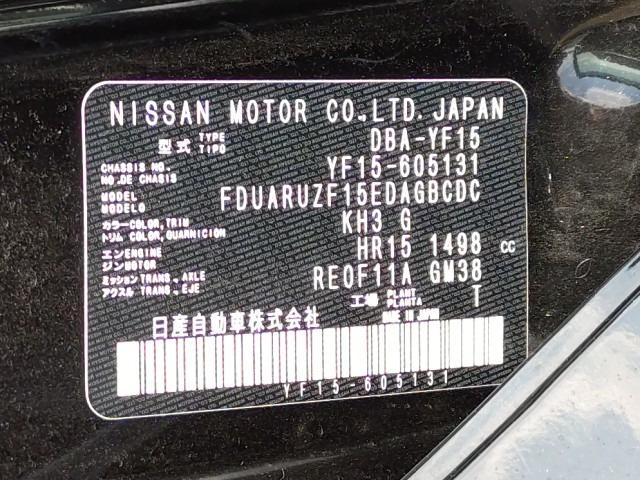 NISSAN MOTOR CO.,LTD. JAPAN
型式 TYPE TIPO DBA-YF15
CHASSIS NO. NO. DE CHASIS YF15-605131
MODEL MODELO FDUARUZF15EDAGBCDC
カラー COLOR, TRIM トリム COLOR, GUARNICION KH3 G
エンジン ENGINE MOTOR HR15 1498 cc
ミッション アクスル TRANS., AXLE TRANS., EJE RE0F11A GM38
工場 PLANT PLANTA T
日産自動車株式会社 MADE IN JAPAN
YF15-605131